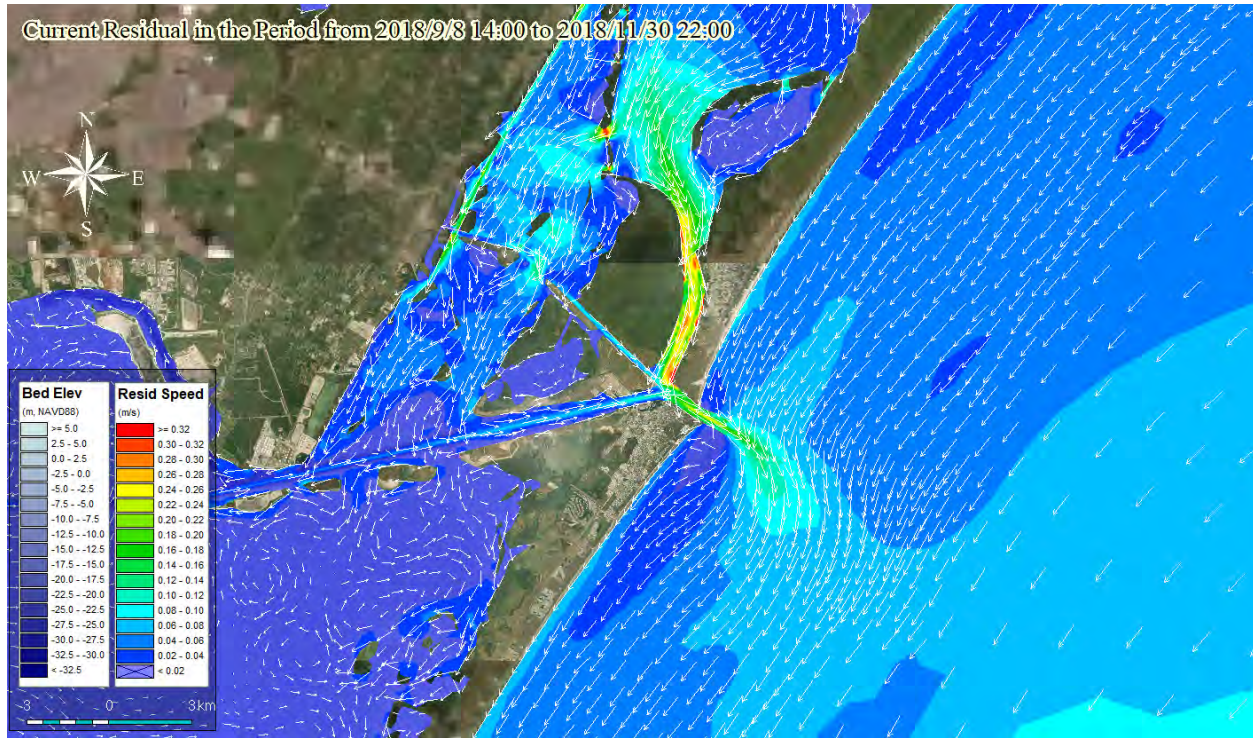 Current Residual in the Period from 2018/9/8 14:00 to 2018/11/30 22:00
N
W E
S
Bed Elev
(m, NAVD88)
>= 5.0
2.5 - 5.0
0.0 - 2.5
-2.5 - 0.0
-5.0 - -2.5
-7.5 - -5.0
-10.0 - -7.5
-12.5 - -10.0
-15.0 - -12.5
-17.5 - -15.0
-20.0 - -17.5
-22.5 - -20.0
-25.0 - -22.5
-27.5 - -25.0
-30.0 - -27.5
-32.5 - -30.0
< -32.5
Resid Speed
(m/s)
>= 0.32
0.30 - 0.32
0.28 - 0.30
0.26 - 0.28
0.24 - 0.26
0.22 - 0.24
0.20 - 0.22
0.18 - 0.20
0.16 - 0.18
0.14 - 0.16
0.12 - 0.14
0.10 - 0.12
0.08 - 0.10
0.06 - 0.08
0.04 - 0.06
0.02 - 0.04
< 0.02
3 0 3km